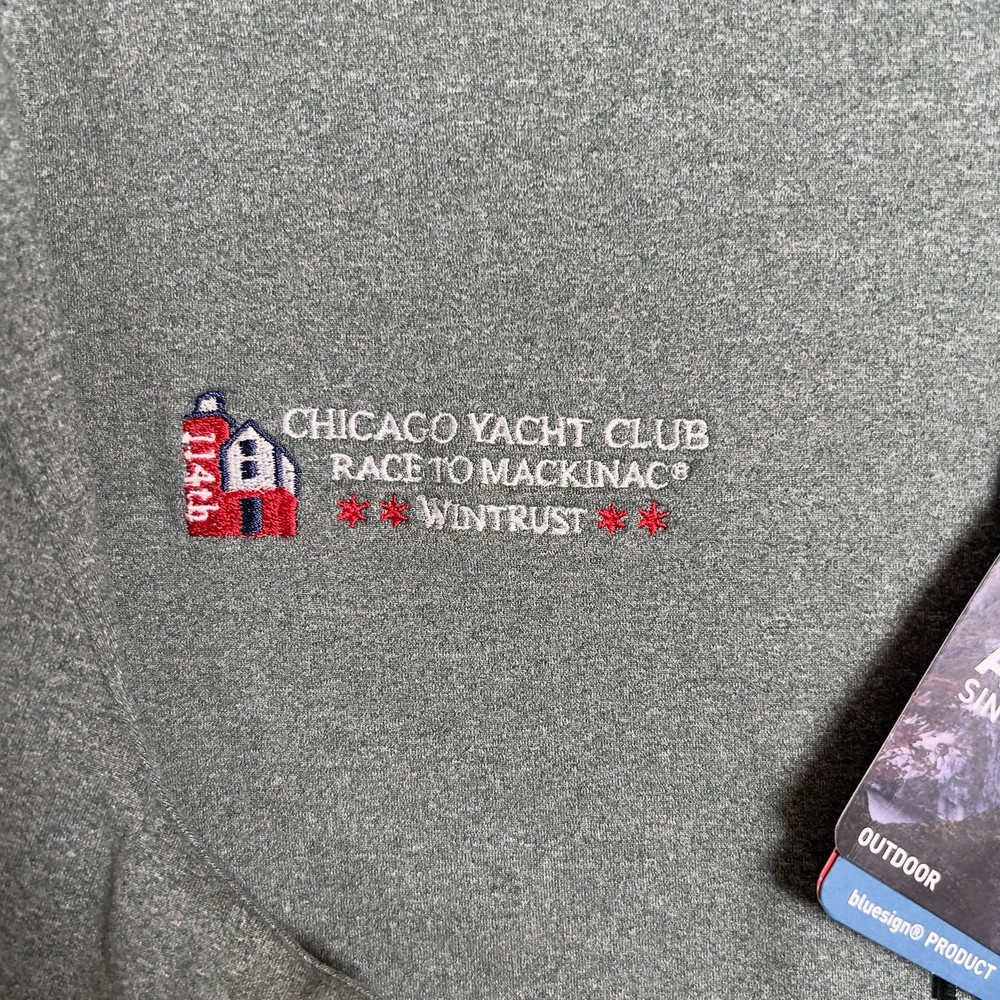 114th
CHICAGO YACHT CLUB
RACE TO MACKINAC®
** WINTRUST **
SIN
OUTDOOR
bluesign® PRODUCT